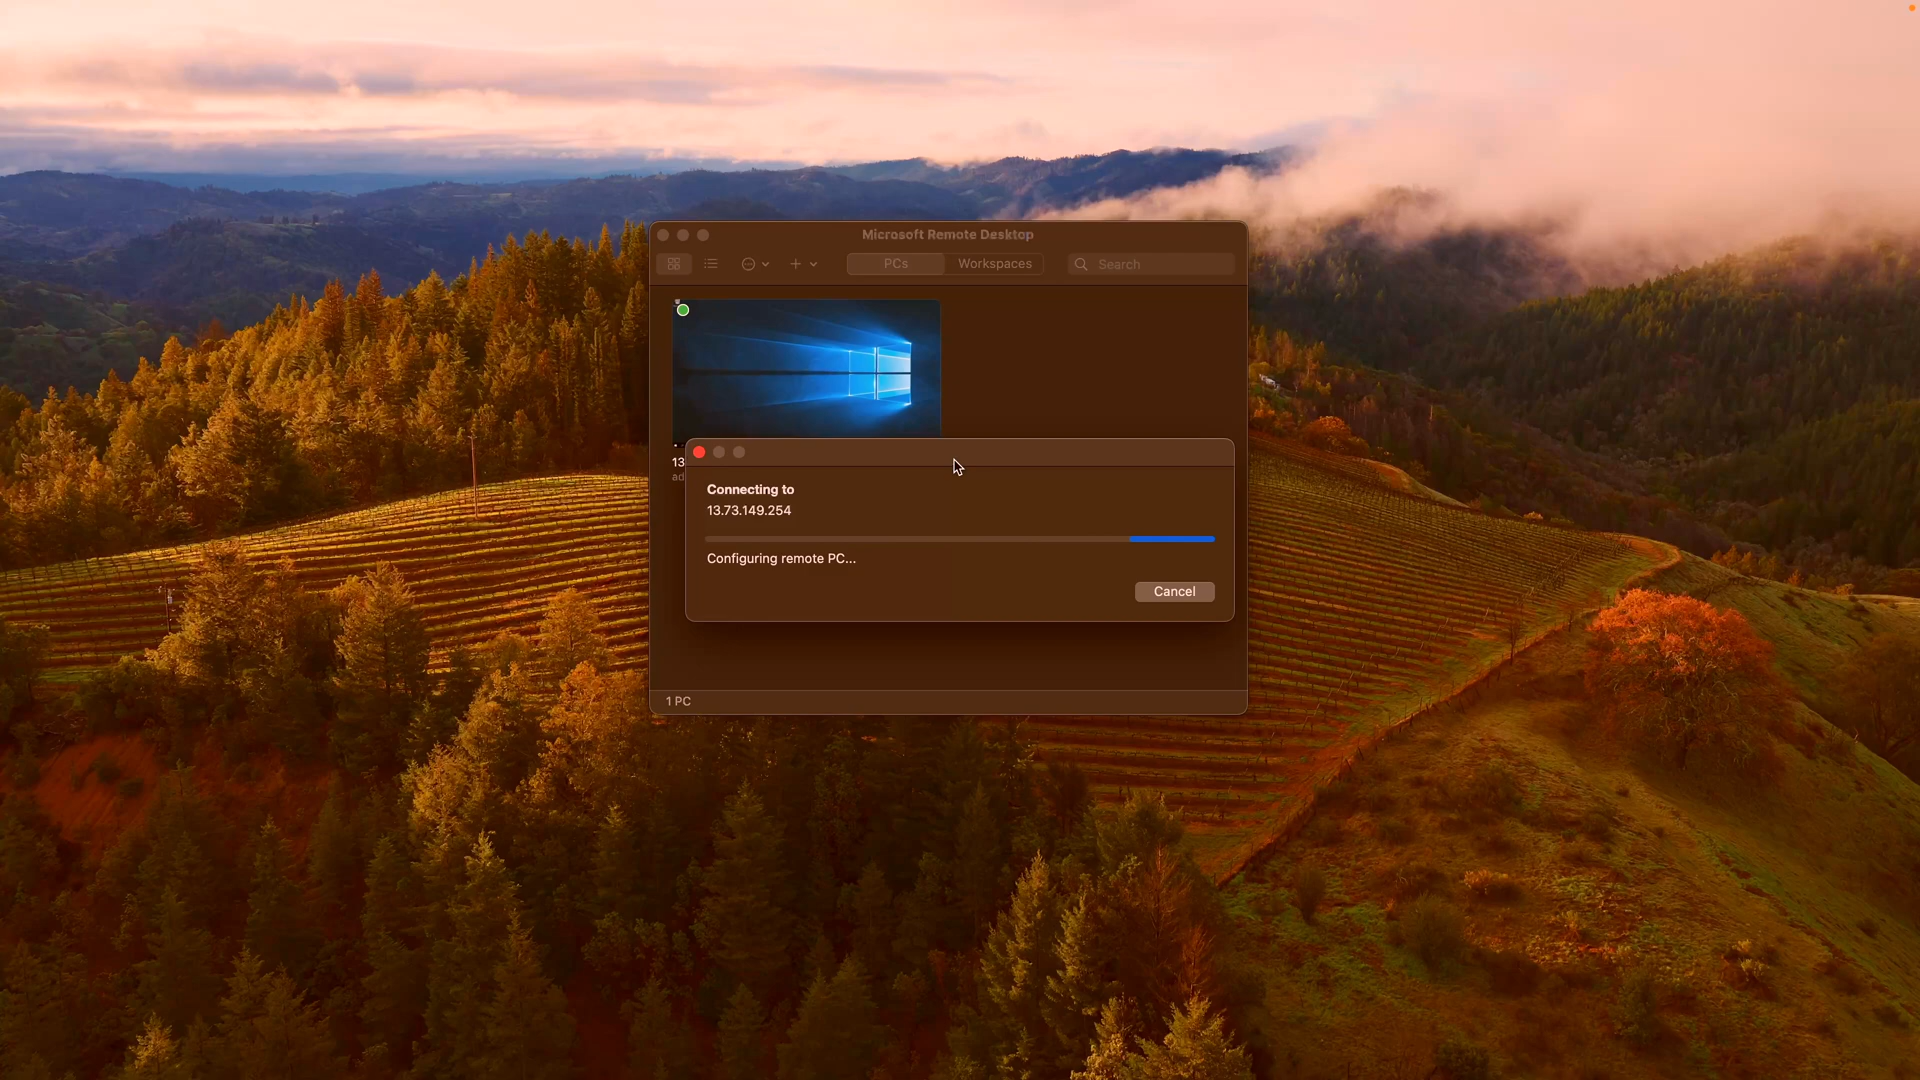 Microsoft Remote Desktop
PCs
Workspaces
Search
13
ad
Connecting to
13.73.149.254
Configuring remote PC...
Cancel
1 PC